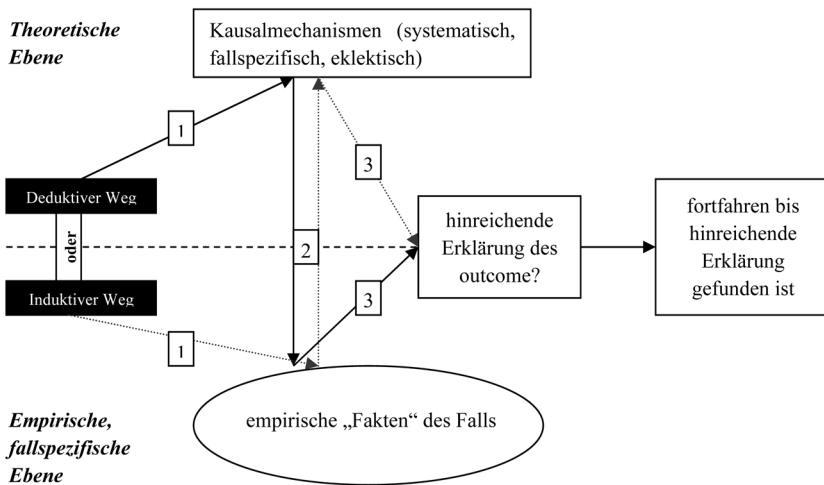 Theoretische
Ebene
Kausalmechanismen (systematisch,
fallspezifisch, eklektisch)
1
3
Deduktiver Weg
oder
Induktiver Weg
2
hinreichende
Erklärung des
outcome?
fortfahren bis
hinreichende
Erklärung
gefunden ist
3
1
Empirische,
fallspezifische
Ebene
empirische „Fakten“ des Falls